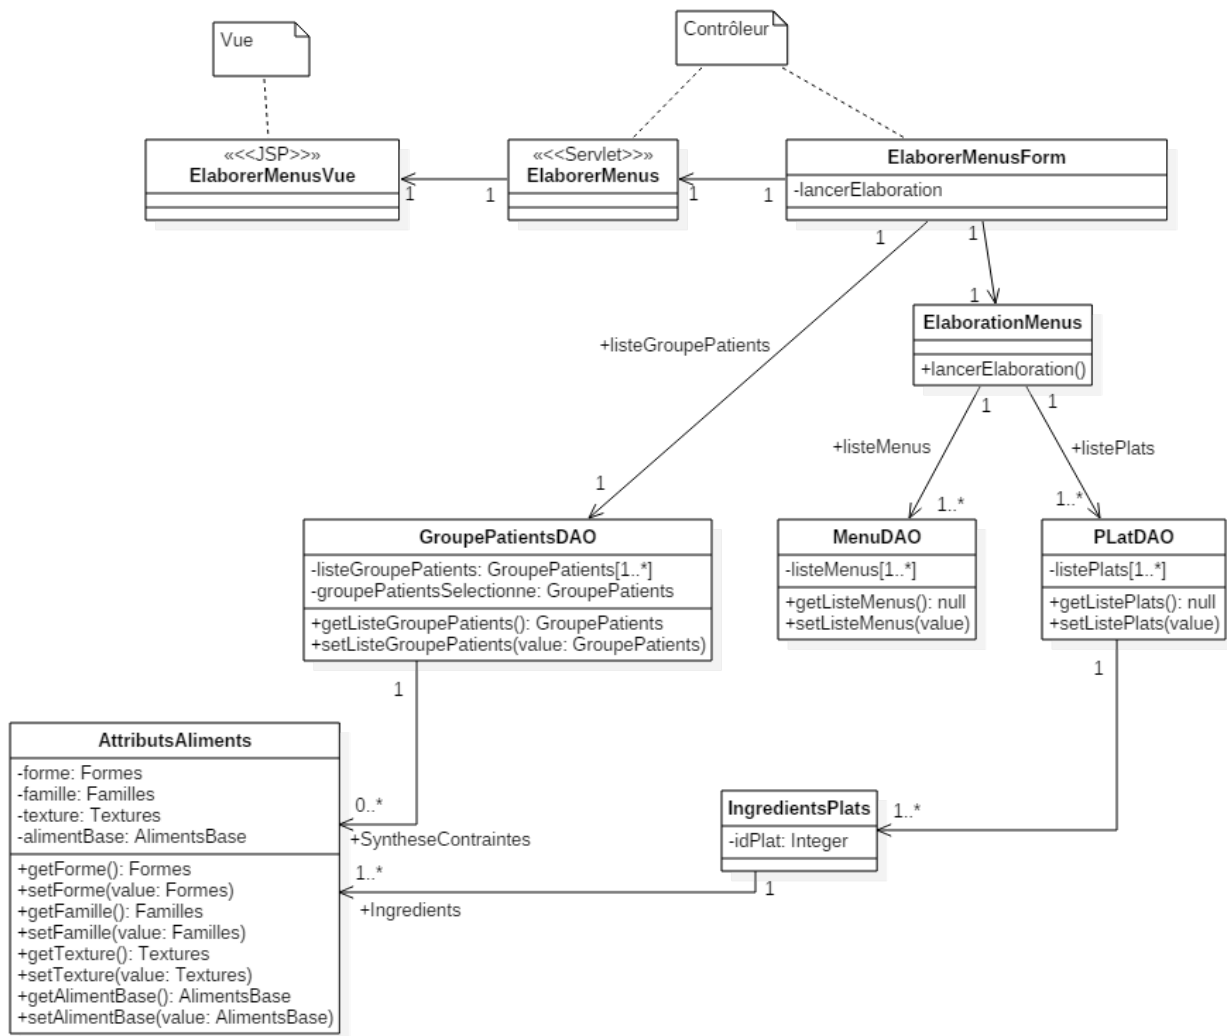 Vue
Contrôleur
«<<JSP>>»
ElaborerMenusVue
«<<Servlet>>»
ElaborerMenus
ElaborerMenusForm
-lancerElaboration
1
1
1
1
1
1
+listeGroupePatients
1
1
ElaborationMenus
+lancerElaboration()
1
1
+listeMenus
+listePlats
1..*
1..*
GroupePatientsDAO
-listeGroupePatients: GroupePatients[1..*]
-groupePatientsSelectionne: GroupePatients
+getListeGroupePatients(): GroupePatients
+setListeGroupePatients(value: GroupePatients)
MenuDAO
-listeMenus[1..*]
+getListeMenus(): null
+setListeMenus(value)
PLatDAO
-listePlats[1..*]
+getListePlats(): null
+setListePlats(value)
1
1
AttributsAliments
-forme: Formes
-famille: Familles
-texture: Textures
-alimentBase: AlimentsBase
+getForme(): Formes
+setForme(value: Formes)
+getFamille(): Familles
+setFamille(value: Familles)
+getTexture(): Textures
+setTexture(value: Textures)
+getAlimentBase(): AlimentsBase
+setAlimentBase(value: AlimentsBase)
0..*
+SyntheseContraintes
1..*
+Ingredients
IngredientsPlats
-idPlat: Integer
1..*
1